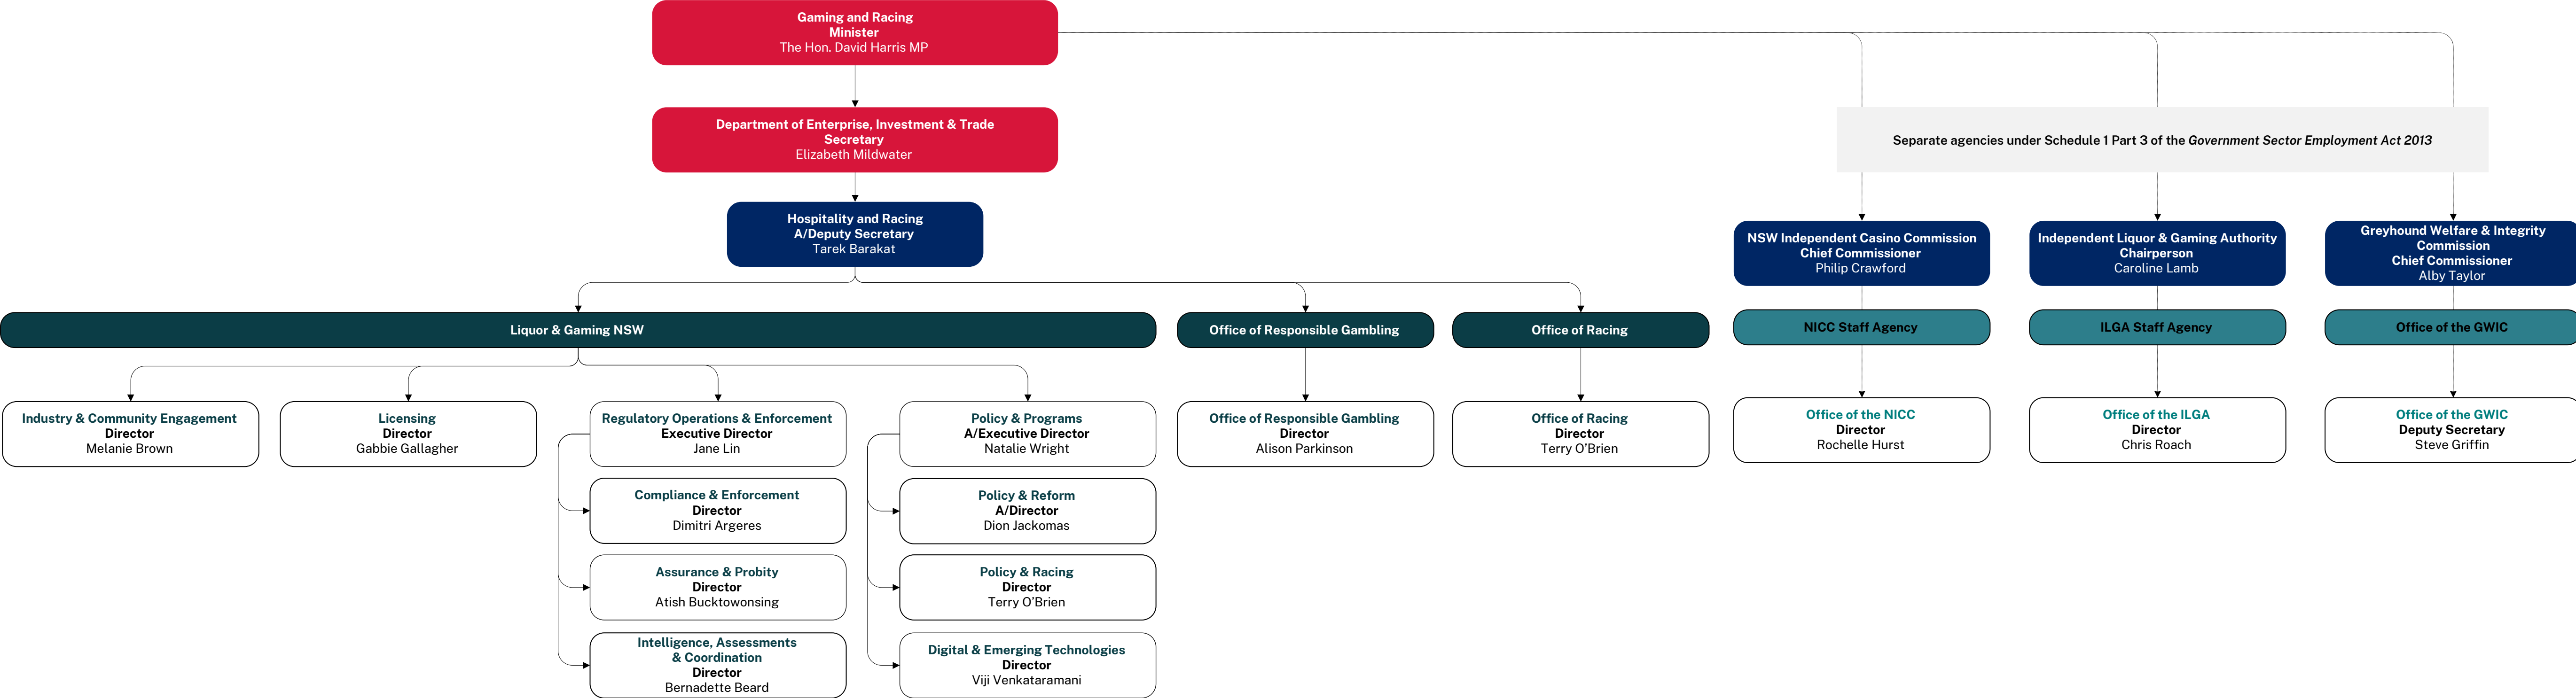 Gaming and Racing
Minister
The Hon. David Harris MP
Department of Enterprise, Investment & Trade
Secretary
Elizabeth Mildwater
Separate agencies under Schedule 1 Part 3 of the Government Sector Employment Act 2013
Hospitality and Racing
A/Deputy Secretary
Tarek Barakat
NSW Independent Casino Commission
Chief Commissioner
Philip Crawford
Independent Liquor & Gaming Authority
Chairperson
Caroline Lamb
Greyhound Welfare & Integrity
Commission
Chief Commissioner
Alby Taylor
Liquor & Gaming NSW
Office of Responsible Gambling
Office of Racing
NICC Staff Agency
ILGA Staff Agency
Office of the GWIC
Industry & Community Engagement
Director
Melanie Brown
Licensing
Director
Gabbie Gallagher
Regulatory Operations & Enforcement
Executive Director
Jane Lin
Policy & Programs
A/Executive Director
Natalie Wright
Office of Responsible Gambling
Director
Alison Parkinson
Office of Racing
Director
Terry O'Brien
Office of the NICC
Director
Rochelle Hurst
Office of the ILGA
Director
Chris Roach
Office of the GWIC
Deputy Secretary
Steve Griffin
Compliance & Enforcement
Director
Dimitri Argeres
Policy & Reform
A/Director
Dion Jackomas
Assurance & Probity
Director
Atish Bucktowonsing
Policy & Racing
Director
Terry O'Brien
Intelligence, Assessments
& Coordination
Director
Bernadette Beard
Digital & Emerging Technologies
Director
Viji Venkataramani